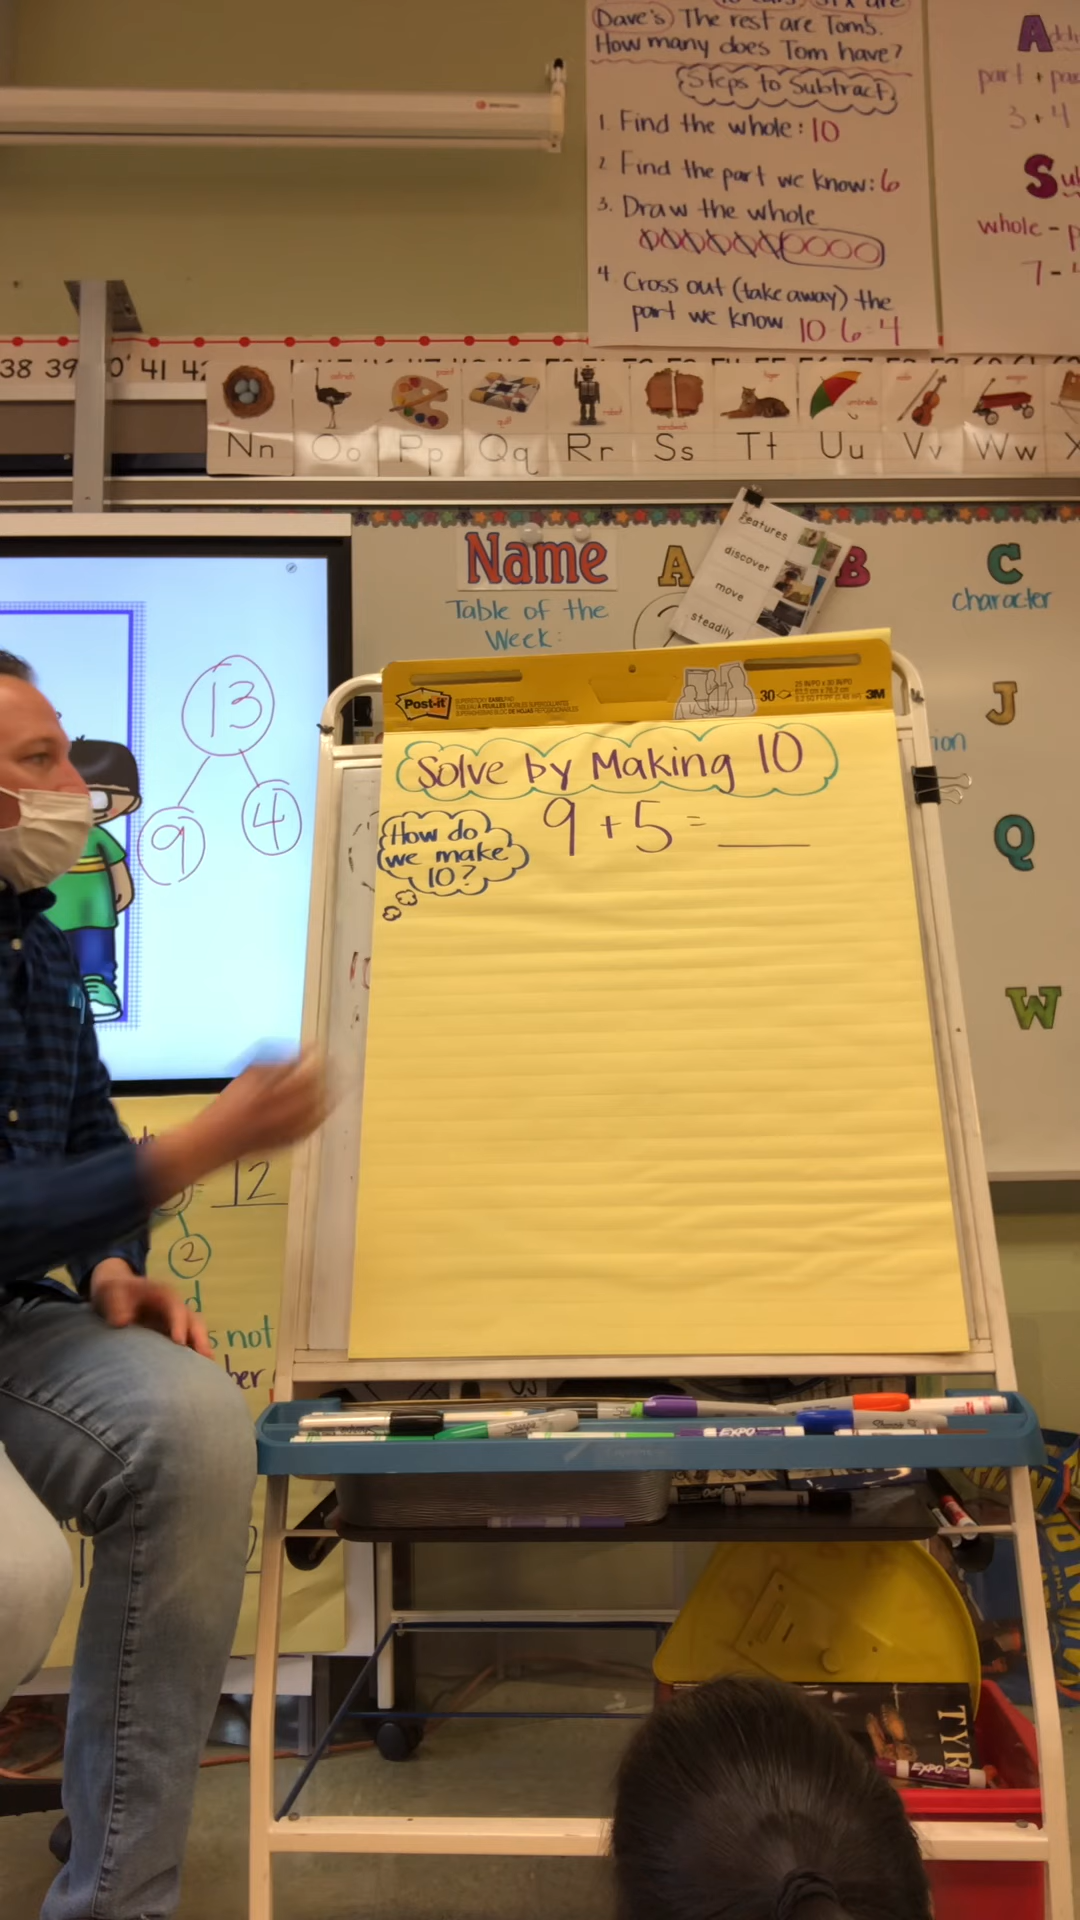 Dave's) The rest are Tom's.
How many does Tom have?
Steps to Subtract
1. Find the whole: 10
2 Find the part we know: 6
3. Draw the whole
4. Cross out (take away) the
part we know 10-6=4
A
part +
3 + 4
S
whole -
7 -
38 39 41
Nn Oo Pp Qq Rr Ss Tt Uu Vv Ww
Name
A
B
C
Table of the
Week:
character
Features
discover
move
steadily
J
Q
W
13
9
4
Post-it
30
3M
Solve by Making 10
How do
we make
10?
9 + 5 = ___
= 12
2
s not
EXPO
EXPO